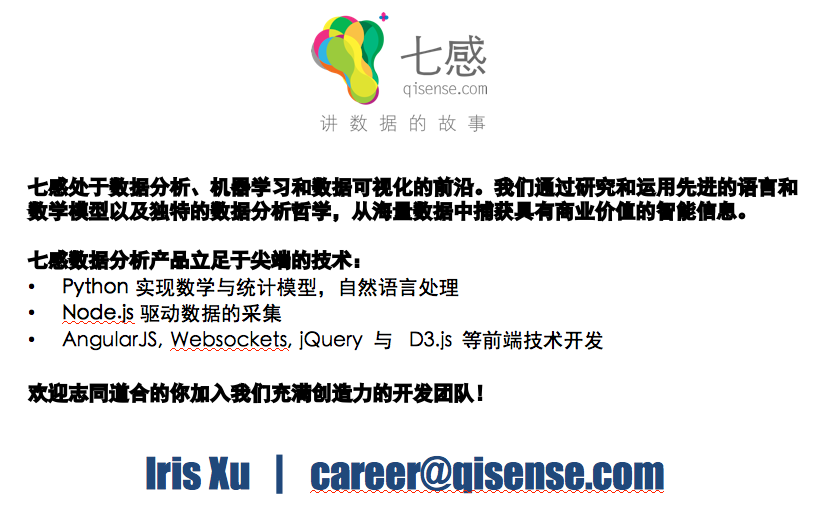 七感
qisense.com
讲数据的故事
七感处于数据分析、机器学习和数据可视化的前沿。我们通过研究和运用先进的语言和
数学模型以及独特的数据分析哲学，从海量数据中捕获具有商业价值的智能信息。
七感数据分析产品立足于尖端的技术：
• Python 实现数学与统计模型，自然语言处理
• Node.js 驱动数据的采集
• AngularJS, Websockets, jQuery 与 D3.js 等前端技术开发
欢迎志同道合的你加入我们充满创造力的开发团队！
Iris Xu | career@qisense.com